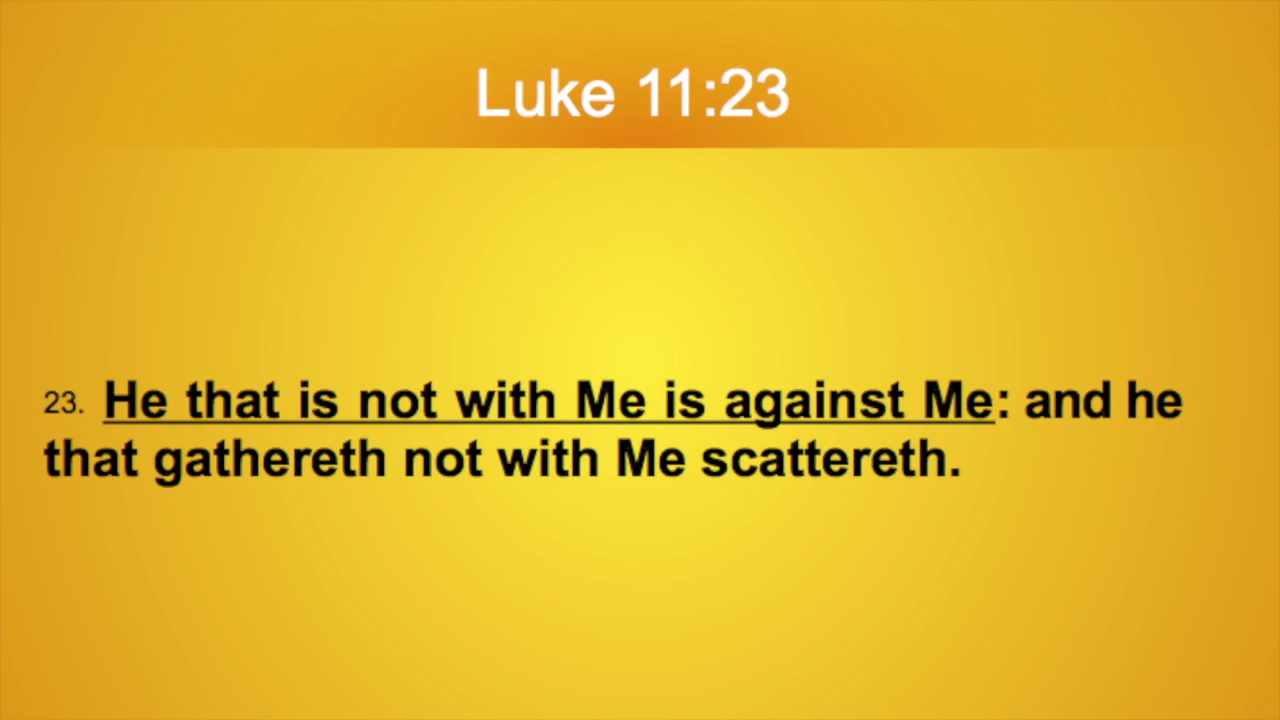 Luke 11:23
23. He that is not with Me is against Me: and he
that gathereth not with Me scattereth.